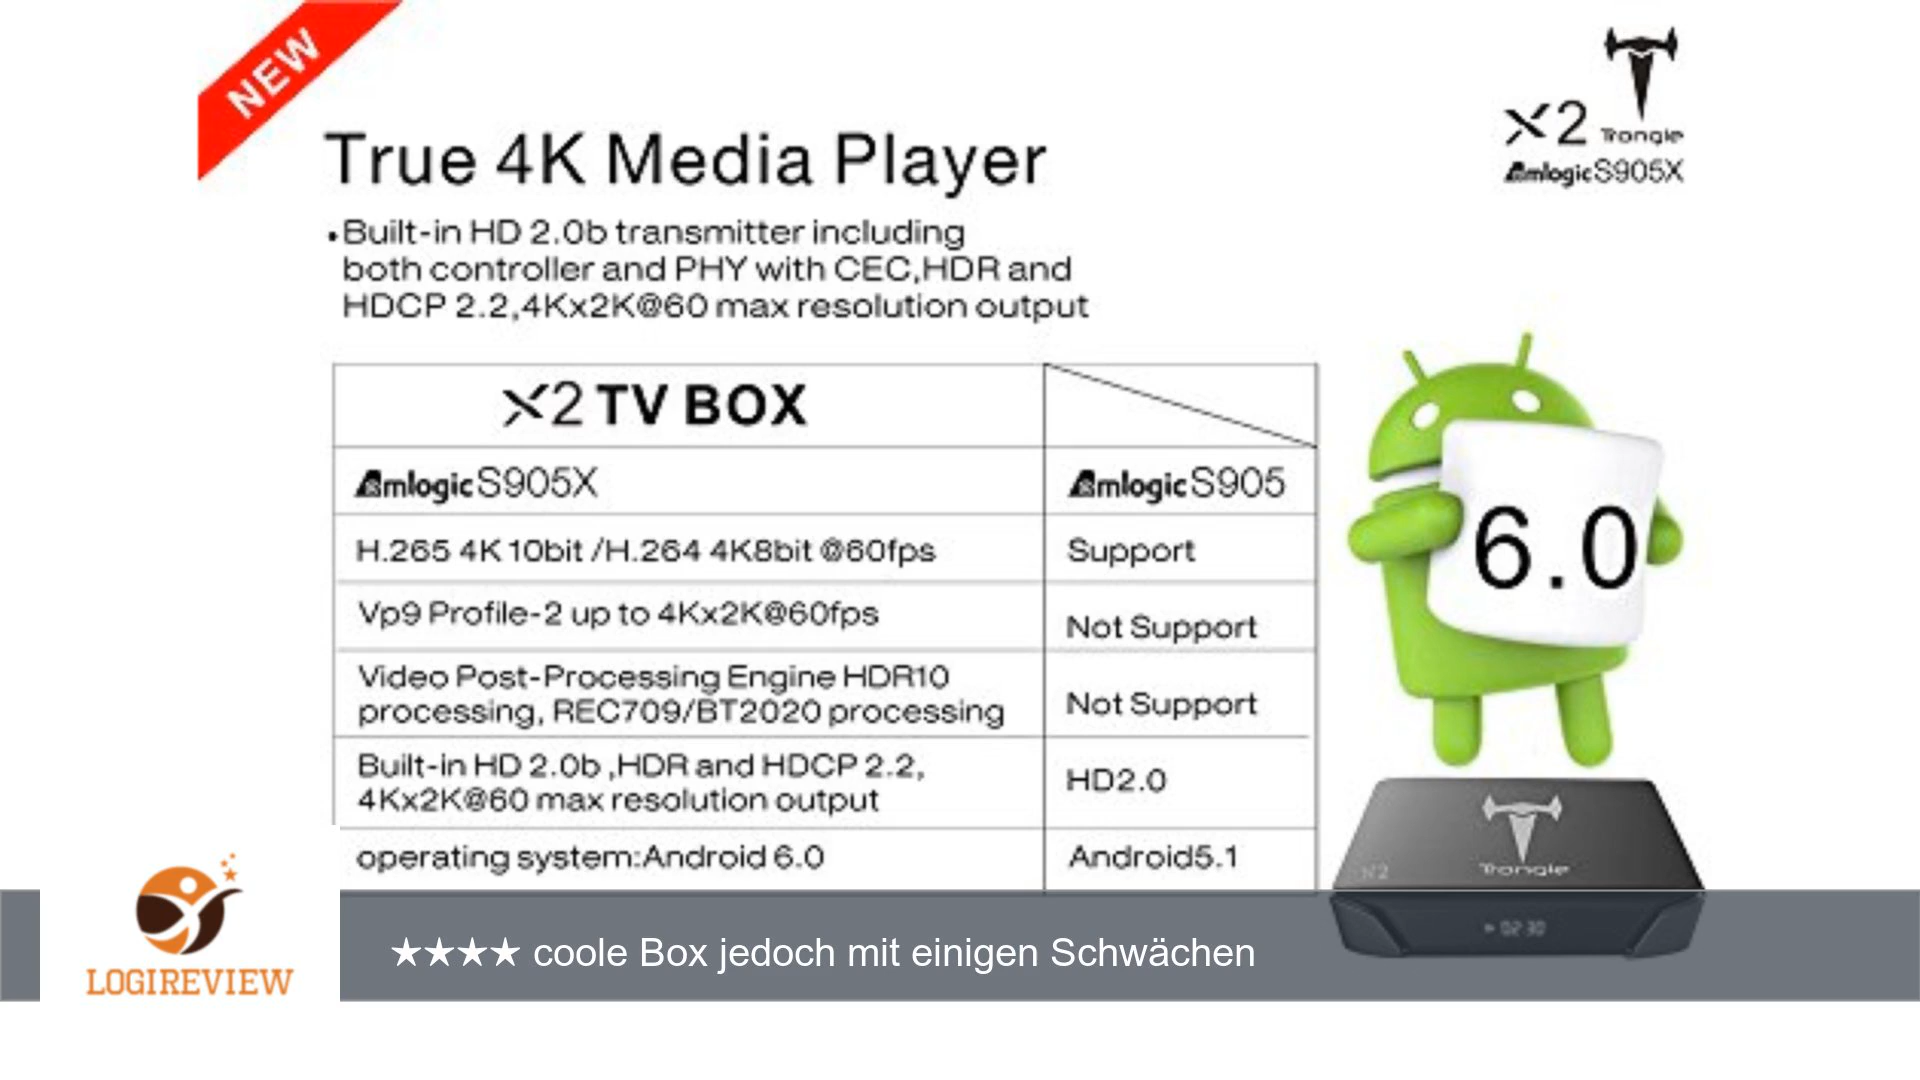 NEW
X2 Trongle
AmlogicS905X
True 4K Media Player
•Built-in HD 2.0b transmitter including
both controller and PHY with CEC,HDR and
HDCP 2.2,4Kx2K@60 max resolution output
X2 TV BOX
AmlogicS905X
AmlogicS905
H.265 4K 10bit /H.264 4K8bit @60fps
Support
Vp9 Profile-2 up to 4Kx2K@60fps
Not Support
Video Post-Processing Engine HDR10
processing, REC709/BT2020 processing
Not Support
Built-in HD 2.0b ,HDR and HDCP 2.2,
4Kx2K@60 max resolution output
HD2.0
operating system:Android 6.0
Android5.1
6.0
Trongle
X2
02:30
★★★★ coole Box jedoch mit einigen Schwächen
LOGIREVIEW